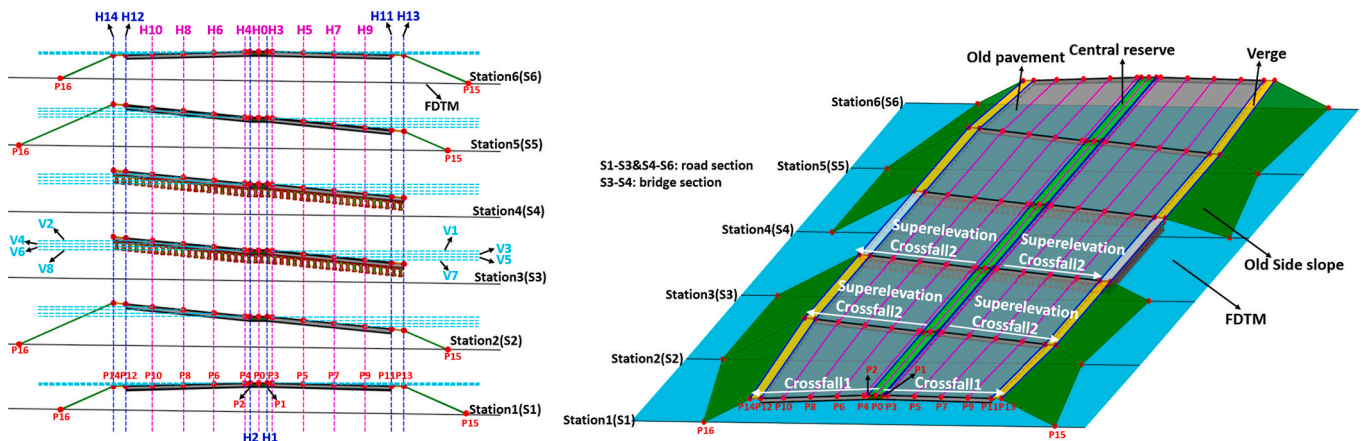 H14 H12 H10 H8 H6 H4 H0 H3 H5 H7 H9 H11 H13
P16
Station6(S6)
P15
FDTM
Station5(S5)
P16
P15
Station4(S4)
V2
V1
V4
V3
V6
V5
V8
V7
Station3(S3)
Station2(S2)
P16
P15
P14 P12 P10 P8 P6 P4 P0 P3 P5 P7 P9 P11 P13
P2 P1
P16
Station1(S1)
P15
H2 H1
Old pavement
Central reserve
Verge
Station6(S6)
S1-S3&S4-S6: road section
S3-S4: bridge section
Station5(S5)
Station4(S4)
Superelevation
Crossfall2
Superelevation
Crossfall2
Old Side slope
Station3(S3)
Superelevation
Crossfall2
Superelevation
Crossfall2
FDTM
Station2(S2)
P2
P1
Crossfall1
Crossfall1
P14 P12 P10 P8 P6 P4 P0 P3 P5 P7 P9 P11 P13
Station1(S1)
P16
P15